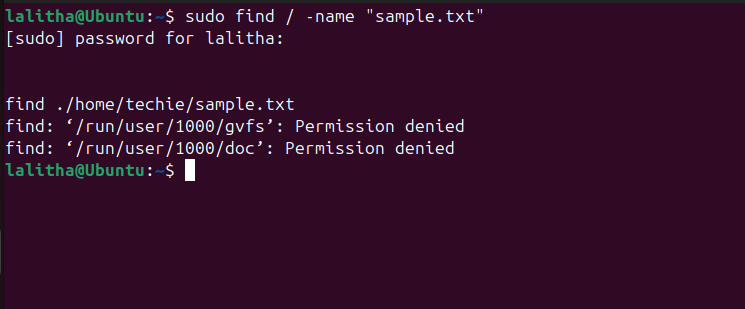 lalitha@Ubuntu:~$ sudo find / -name "sample.txt"
[sudo] password for lalitha:
find ./home/techie/sample.txt
find: ‘/run/user/1000/gvfs’: Permission denied
find: ‘/run/user/1000/doc’: Permission denied
lalitha@Ubuntu:~$